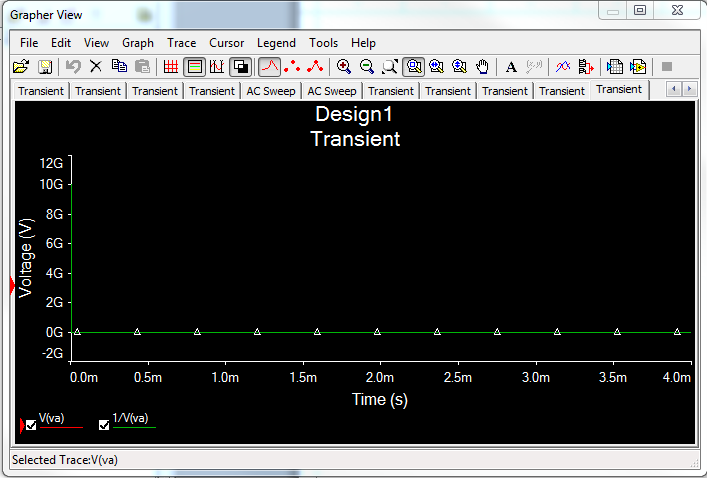 Grapher View
File Edit View Graph Trace Cursor Legend Tools Help
A (x,y)
Transient Transient Transient Transient AC Sweep AC Sweep Transient Transient Transient Transient Transient
Design1
Transient
12G
10G
8G
6G
4G
2G
0G
-2G
Voltage (V)
0.0m 0.5m 1.0m 1.5m 2.0m 2.5m 3.0m 3.5m 4.0m
Time (s)
V(va) 1/V(va)
Selected Trace:V(va)